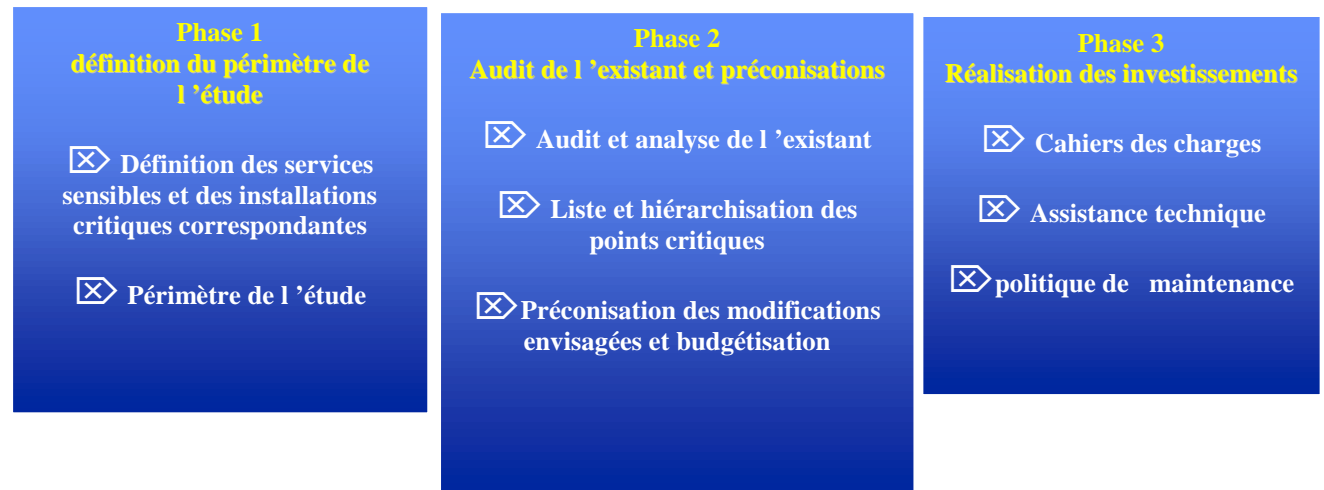 Phase 1
définition du périmètre de
l ’étude
⌦ Définition des services
sensibles et des installations
critiques correspondantes
⌦ Périmètre de l ’étude
Phase 2
Audit de l ’existant et préconisations
⌦ Audit et analyse de l ’existant
⌦ Liste et hiérarchisation des
points critiques
⌦Préconisation des modifications
envisagées et budgétisation
Phase 3
Réalisation des investissements
⌦ Cahiers des charges
⌦ Assistance technique
⌦politique de maintenance